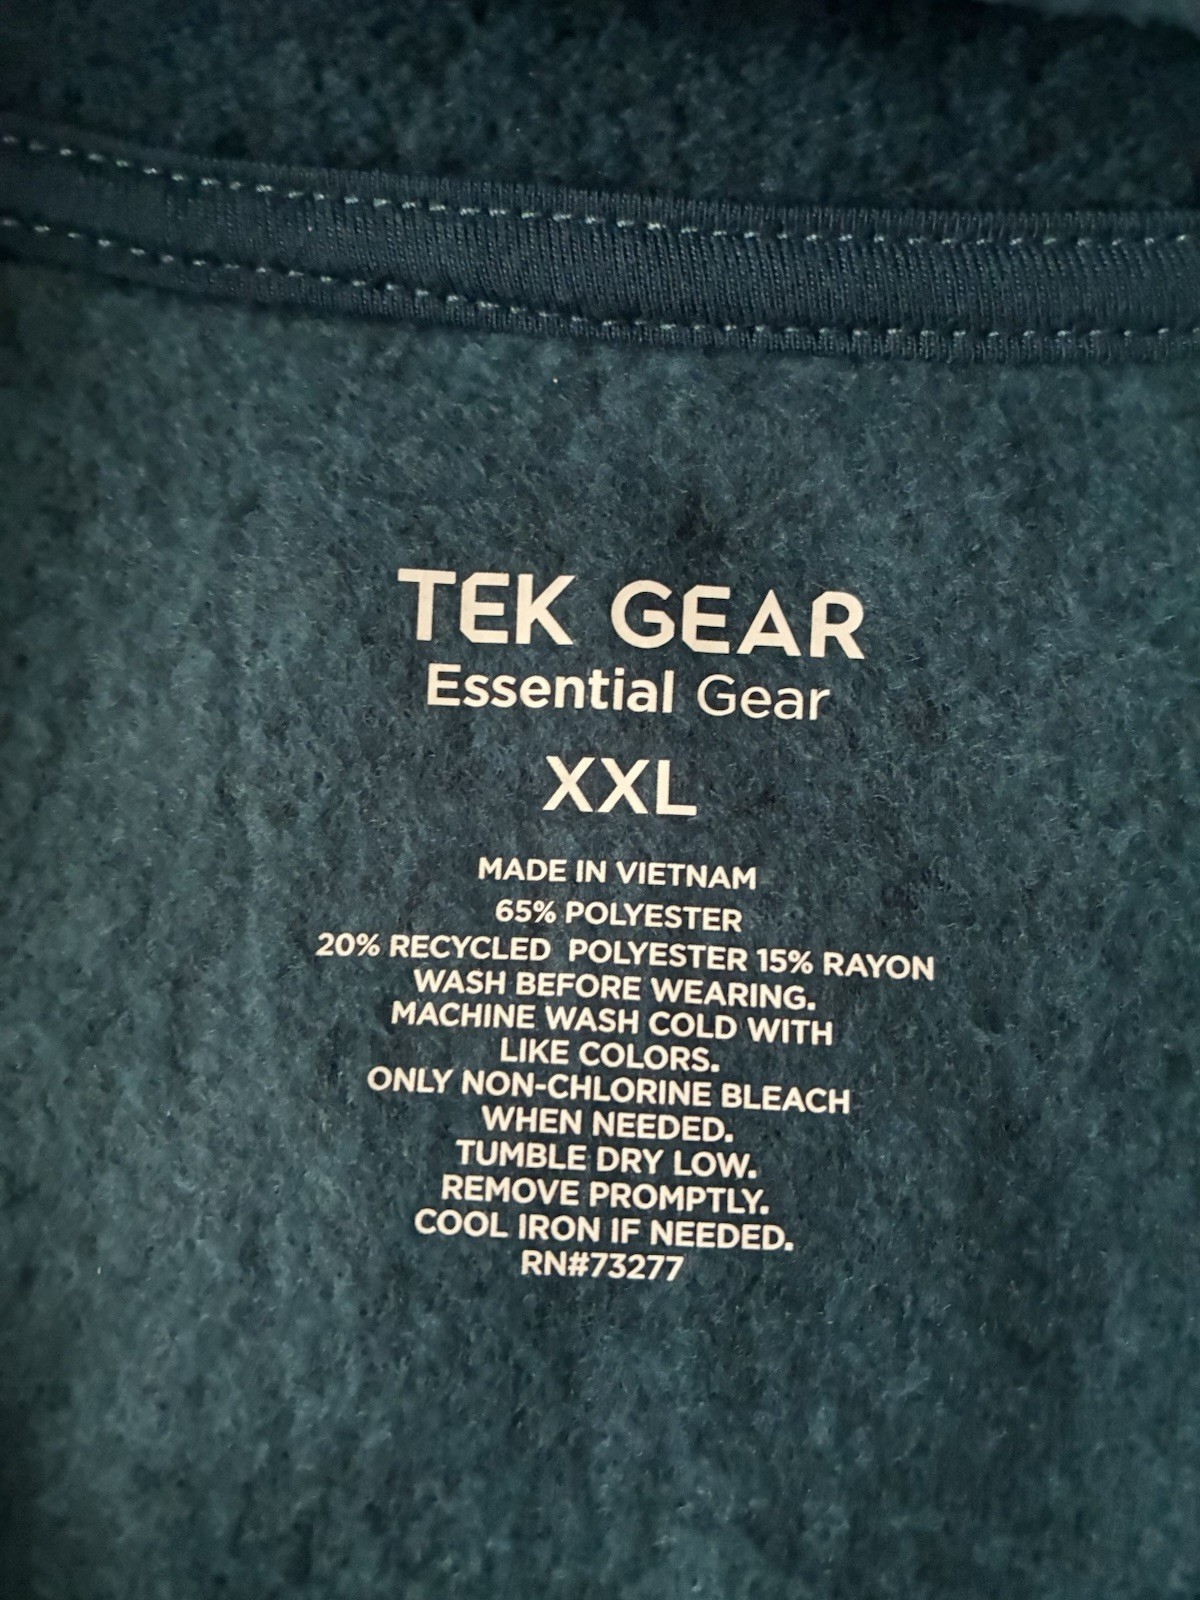 TEK GEAR
Essential Gear
XXL
MADE IN VIETNAM
65% POLYESTER
20% RECYCLED POLYESTER 15% RAYON
WASH BEFORE WEARING.
MACHINE WASH COLD WITH
LIKE COLORS.
ONLY NON-CHLORINE BLEACH
WHEN NEEDED.
TUMBLE DRY LOW.
REMOVE PROMPTLY.
COOL IRON IF NEEDED.
RN#73277